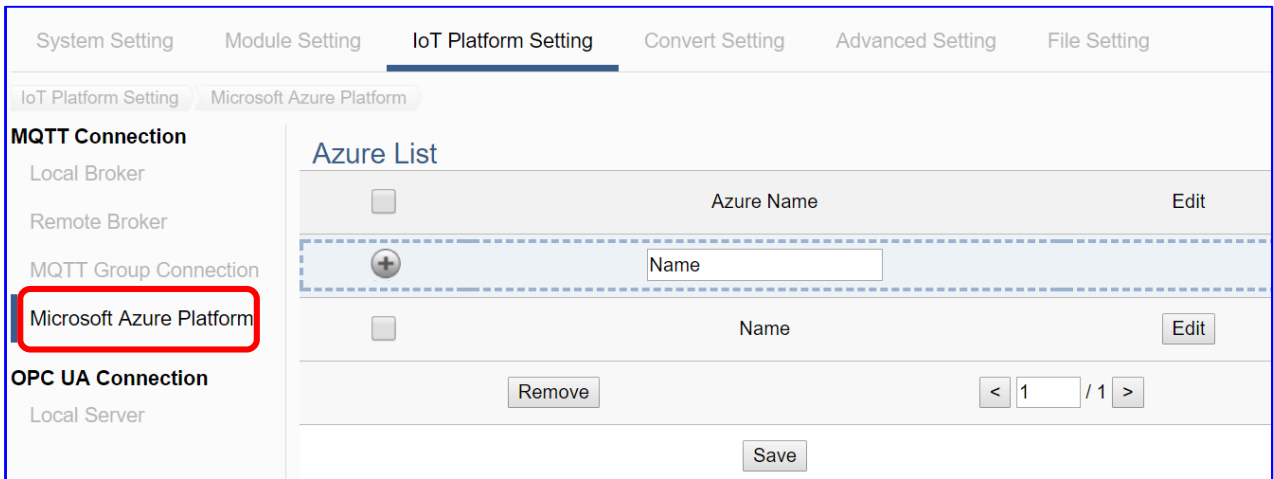 System Setting Module Setting IoT Platform Setting Convert Setting Advanced Setting File Setting
IoT Platform Setting Microsoft Azure Platform
MQTT Connection
Local Broker
Remote Broker
MQTT Group Connection
Microsoft Azure Platform
OPC UA Connection
Local Server
Azure List
Azure Name Edit
Name
Name Edit
Remove < 1 / 1 >
Save